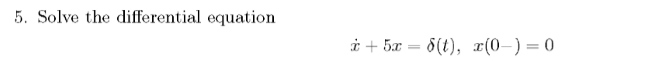 5. Solve the differential equation
ẋ + 5x = δ(t), x(0−) = 0